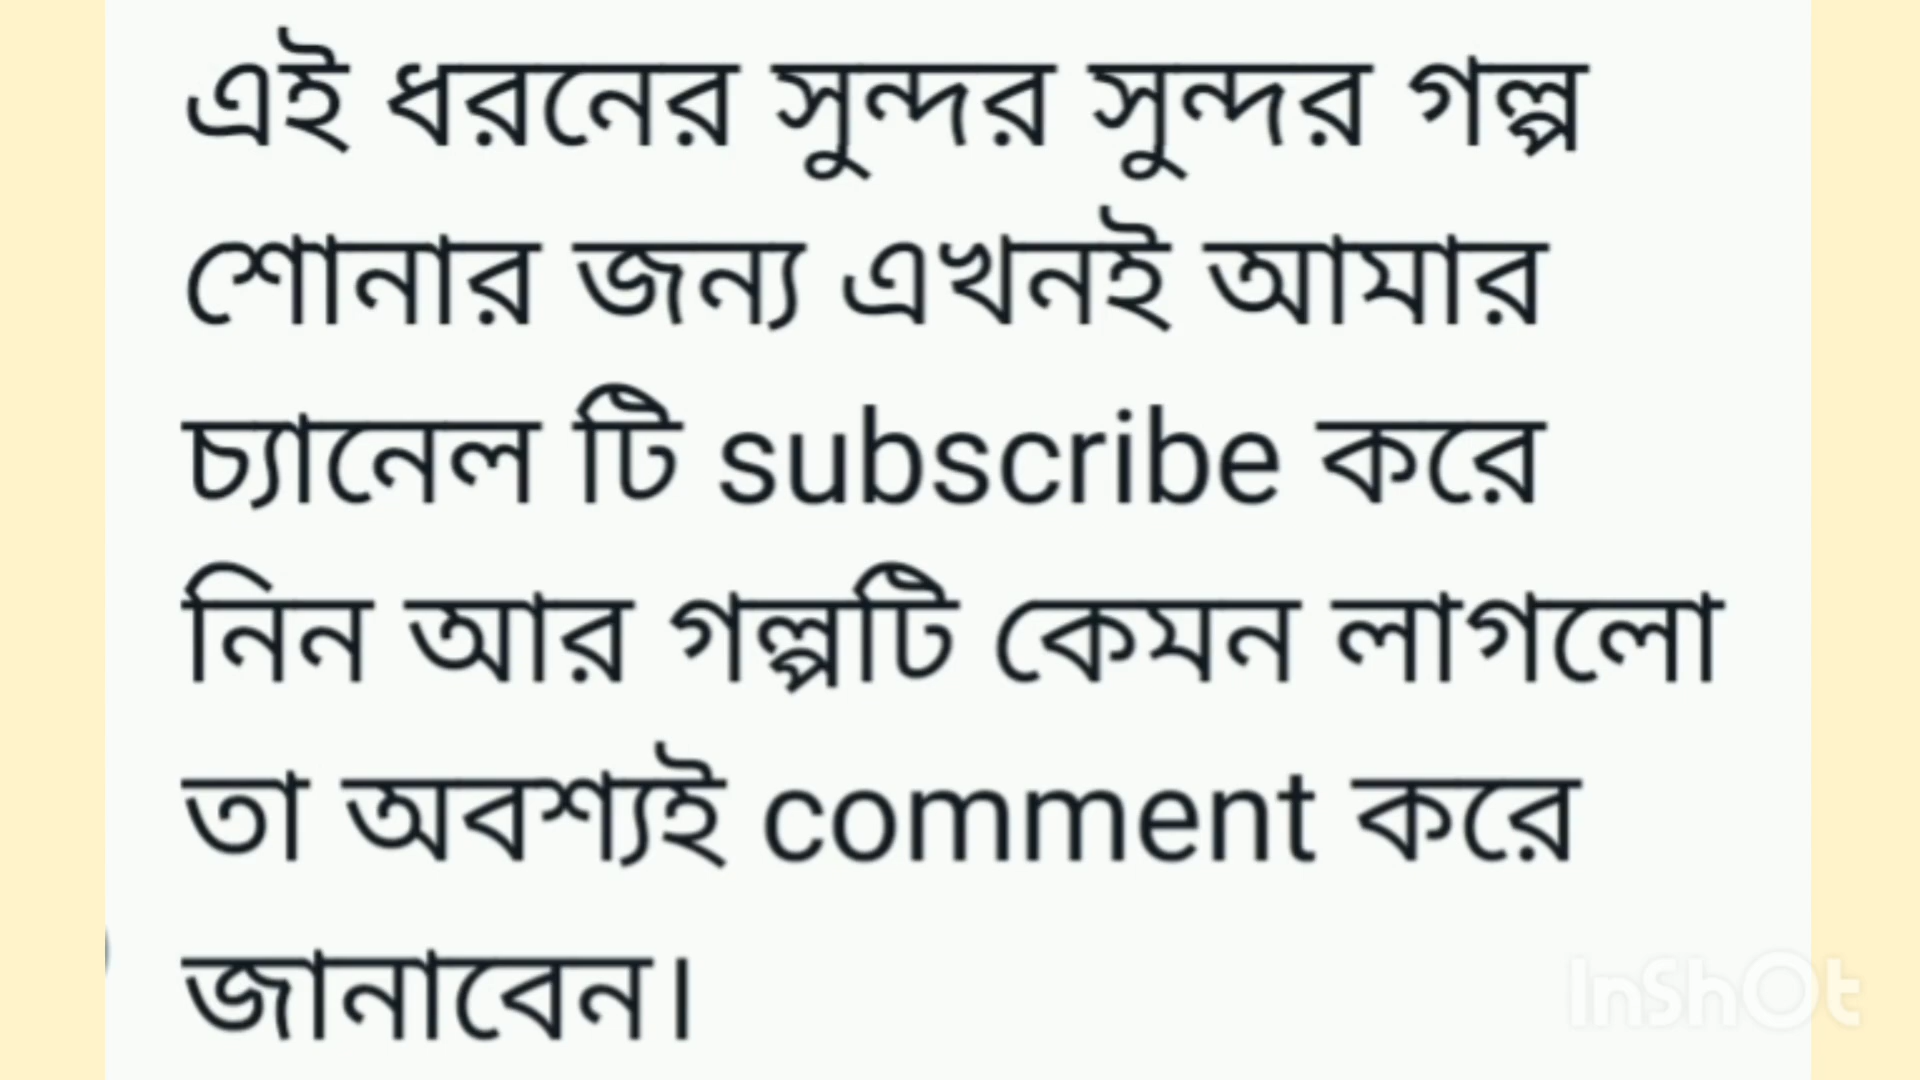 এই ধরনের সুন্দর সুন্দর গল্প
শোনার জন্য এখনই আমার
চ্যানেল টি subscribe করে
নিন আর গল্পটি কেমন লাগলো
তা অবশ্যই comment করে
জানাবেন।
InShOt